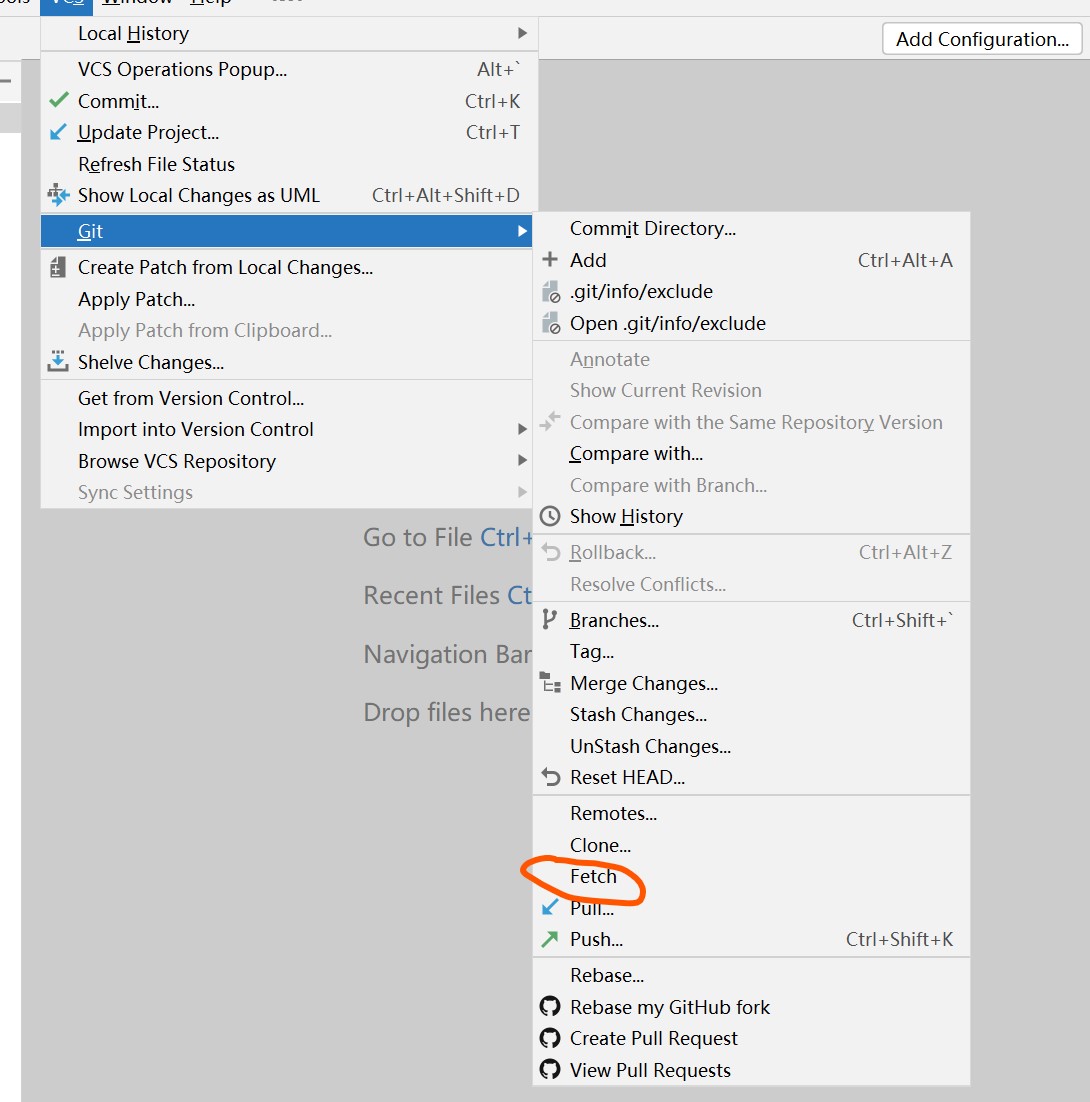 VCS Window Help
Add Configuration...
Local History
VCS Operations Popup... Alt+`
Commit... Ctrl+K
Update Project... Ctrl+T
Refresh File Status
Show Local Changes as UML Ctrl+Alt+Shift+D
Git
Create Patch from Local Changes...
Apply Patch...
Apply Patch from Clipboard...
Shelve Changes...
Get from Version Control...
Import into Version Control
Browse VCS Repository
Sync Settings
Commit Directory...
Add Ctrl+Alt+A
.git/info/exclude
Open .git/info/exclude
Annotate
Show Current Revision
Compare with the Same Repository Version
Compare with...
Compare with Branch...
Show History
Rollback... Ctrl+Alt+Z
Resolve Conflicts...
Branches... Ctrl+Shift+`
Tag...
Merge Changes...
Stash Changes...
UnStash Changes...
Reset HEAD...
Remotes...
Clone...
Fetch
Pull...
Push... Ctrl+Shift+K
Rebase...
Rebase my GitHub fork
Create Pull Request
View Pull Requests
Go to File Ctrl+
Recent Files Ct
Navigation Bar
Drop files here